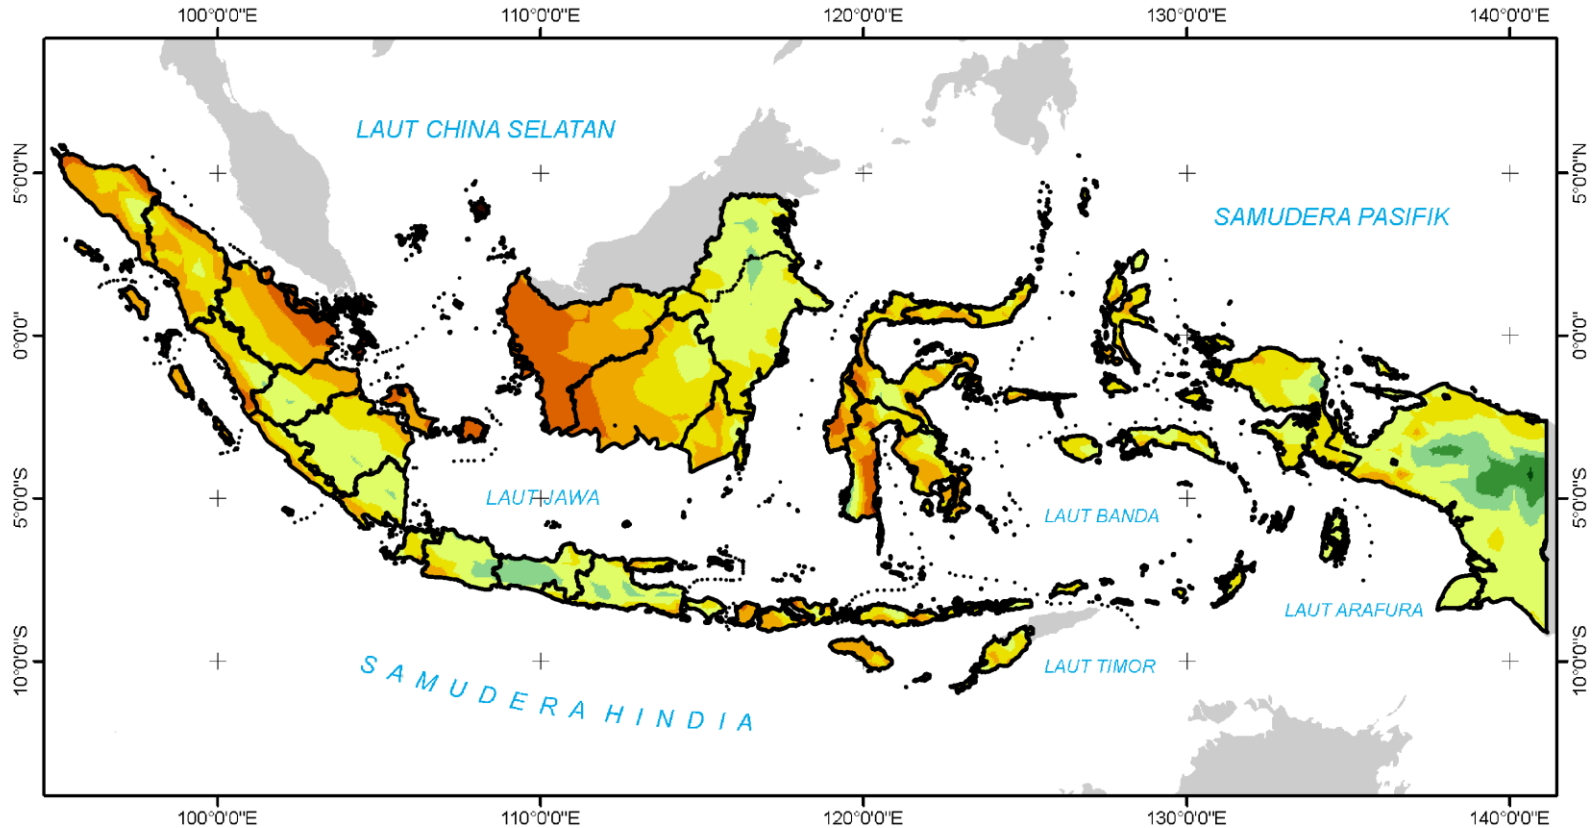 100°0'0"E 110°0'0"E 120°0'0"E 130°0'0"E 140°0'0"E
LAUT CHINA SELATAN
5°0'0"N 5°0'0"N
SAMUDERA PASIFIK
0°0'0" 0°0'0"
LAUT JAWA
5°0'0"S 5°0'0"S
LAUT BANDA
LAUT ARAFURA
10°0'0"S 10°0'0"S
LAUT TIMOR
SAMUDERA HINDIA
100°0'0"E 110°0'0"E 120°0'0"E 130°0'0"E 140°0'0"E